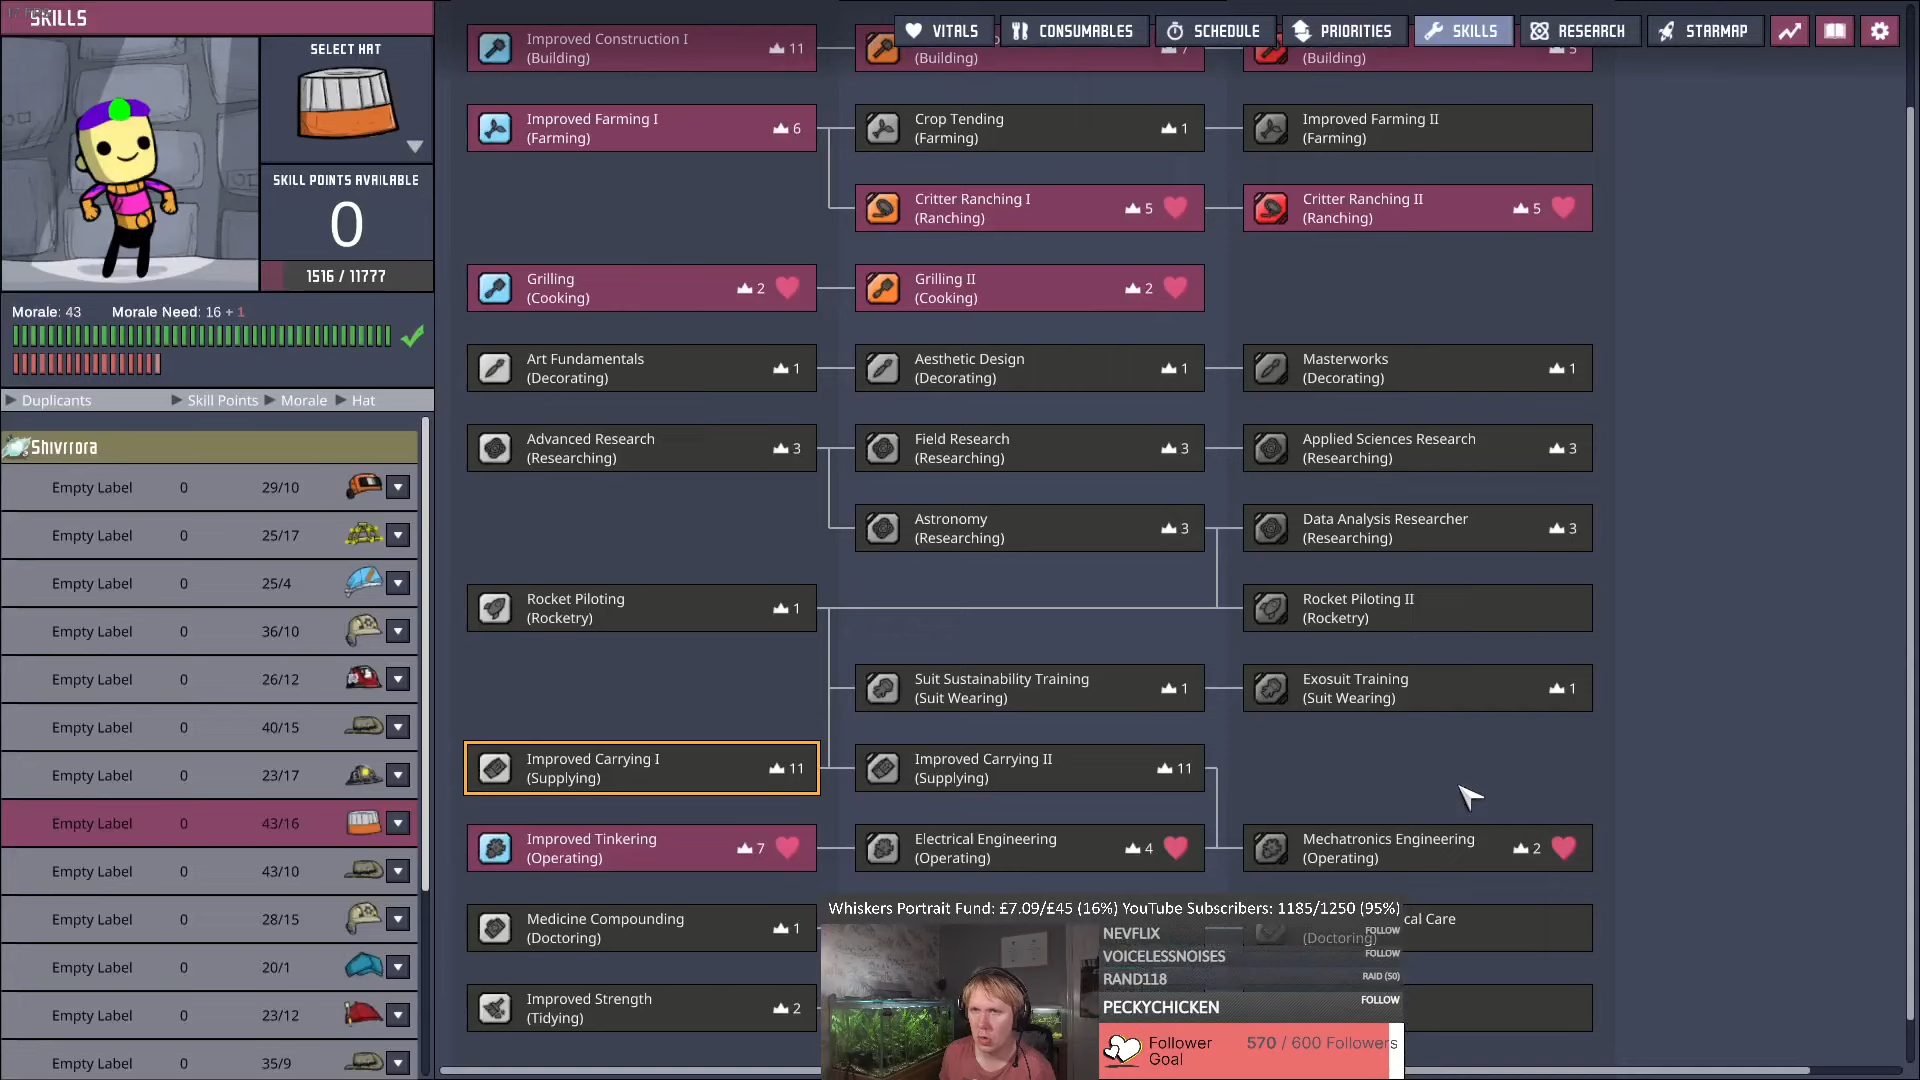 SKILLS
SELECT HAT
SKILL POINTS AVAILABLE
0
1516 / 11777
Morale: 43
Morale Need: 16 + 1
Duplicants
Skill Points
Morale
Hat
Shivrrora
Empty Label 0 29/10
Empty Label 0 25/17
Empty Label 0 25/4
Empty Label 0 36/10
Empty Label 0 26/12
Empty Label 0 40/15
Empty Label 0 23/17
Empty Label 0 43/16
Empty Label 0 43/10
Empty Label 0 28/15
Empty Label 0 20/1
Empty Label 0 23/12
Empty Label 0 35/9
VITALS
CONSUMABLES
SCHEDULE
PRIORITIES
SKILLS
RESEARCH
STARMAP
Improved Construction I
(Building)
11
(Building)
7
(Building)
5
Improved Farming I
(Farming)
6
Crop Tending
(Farming)
1
Improved Farming II
(Farming)
Critter Ranching I
(Ranching)
5
Critter Ranching II
(Ranching)
5
Grilling
(Cooking)
2
Grilling II
(Cooking)
2
Art Fundamentals
(Decorating)
1
Aesthetic Design
(Decorating)
1
Masterworks
(Decorating)
1
Advanced Research
(Researching)
3
Field Research
(Researching)
3
Applied Sciences Research
(Researching)
3
Astronomy
(Researching)
3
Data Analysis Researcher
(Researching)
3
Rocket Piloting
(Rocketry)
1
Rocket Piloting II
(Rocketry)
Suit Sustainability Training
(Suit Wearing)
1
Exosuit Training
(Suit Wearing)
1
Improved Carrying I
(Supplying)
11
Improved Carrying II
(Supplying)
11
Improved Tinkering
(Operating)
7
Electrical Engineering
(Operating)
4
Mechatronics Engineering
(Operating)
2
Medicine Compounding
(Doctoring)
1
cal Care
(Doctoring)
Improved Strength
(Tidying)
2
Whiskers Portrait Fund: £7.09/£45 (16%) YouTube Subscribers: 1185/1250 (95%)
NEVFLIX FOLLOW
VOICELESSNOISES FOLLOW
RAND118 RAID (50)
PECKYCHICKEN FOLLOW
Follower
Goal
570 / 600 Followers